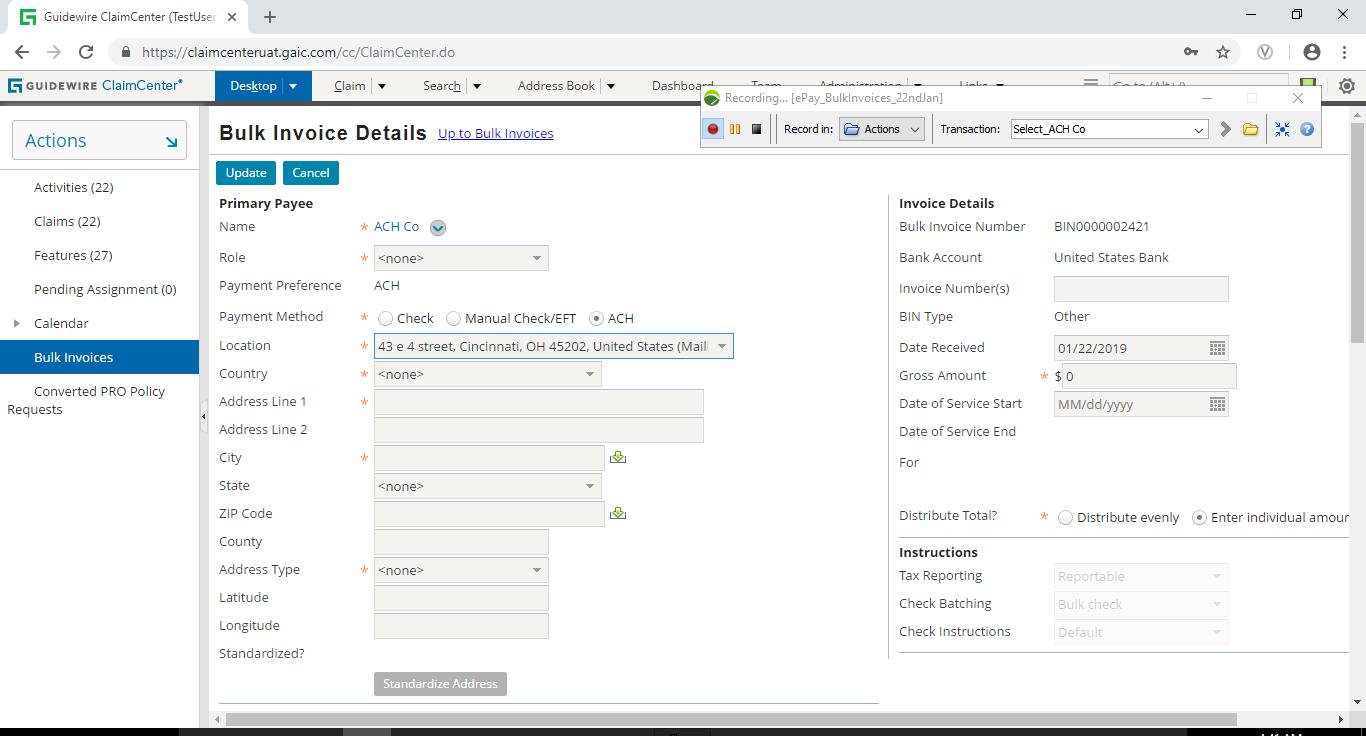 Guidewire ClaimCenter (TestUser
https://claimcenteruat.gaic.com/cc/ClaimCenter.do
GUIDEWIRE ClaimCenter
Desktop
Claim
Search
Address Book
Dashboard
Team
Administration
Links
Go to (Alt+/)
Recording... [ePay_BulkInvoices_22ndJan]
Record in: Actions
Transaction: Select_ACH Co
Actions
Activities (22)
Claims (22)
Features (27)
Pending Assignment (0)
Calendar
Bulk Invoices
Converted PRO Policy
Requests
Bulk Invoice Details Up to Bulk Invoices
Update Cancel
Primary Payee
Name * ACH Co
Role * <none>
Payment Preference ACH
Payment Method * Check Manual Check/EFT ACH
Location * 43 e 4 street, Cincinnati, OH 45202, United States (Maili
Country * <none>
Address Line 1 *
Address Line 2
City *
State <none>
ZIP Code
County
Address Type * <none>
Latitude
Longitude
Standardized?
Standardize Address
Invoice Details
Bulk Invoice Number BIN0000002421
Bank Account United States Bank
Invoice Number(s)
BIN Type Other
Date Received 01/22/2019
Gross Amount * $ 0
Date of Service Start MM/dd/yyyy
Date of Service End
For
Distribute Total? * Distribute evenly Enter individual amour
Instructions
Tax Reporting Reportable
Check Batching Bulk check
Check Instructions Default